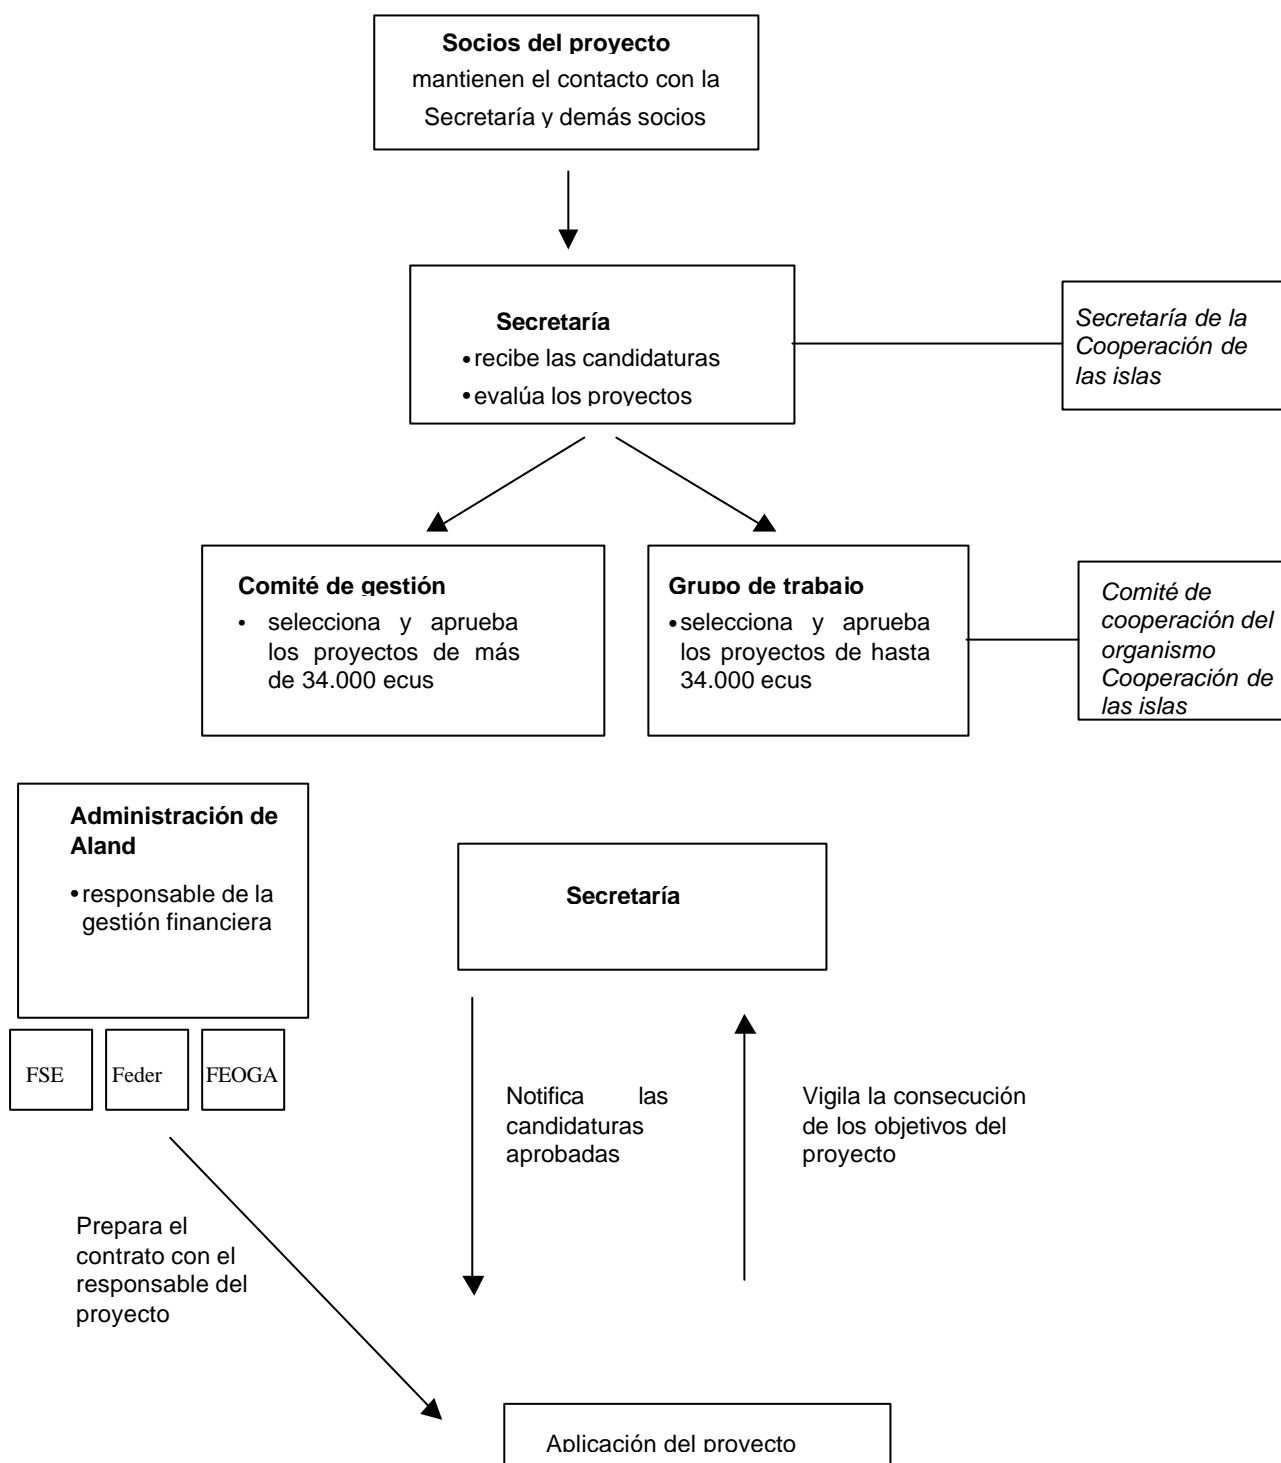 Socios del proyecto
mantienen el contacto con la
Secretaría y demás socios
Secretaría
• recibe las candidaturas
• evalúa los proyectos
Secretaría de la
Cooperación de
las islas
Comité de gestión
• selecciona y aprueba
los proyectos de más
de 34.000 ecus
Grupo de trabajo
• selecciona y aprueba
los proyectos de hasta
34.000 ecus
Comité de
cooperación del
organismo
Cooperación de
las islas
Administración de
Aland
• responsable de la
gestión financiera
Secretaría
FSE
Feder
FEOGA
Notifica las
candidaturas
aprobadas
Vigila la consecución
de los objetivos del
proyecto
Prepara el
contrato con el
responsable del
proyecto
Aplicación del proyecto